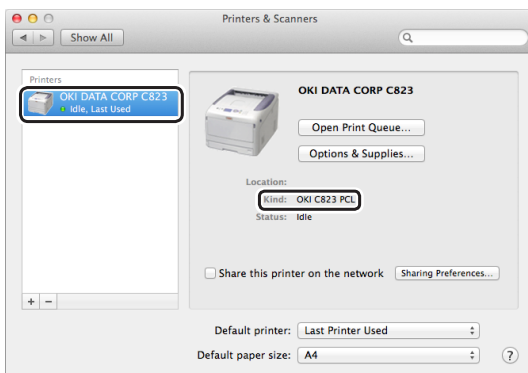 Printers & Scanners
Show All
Printers
OKI DATA CORP C823
Idle, Last Used
OKI DATA CORP C823
Open Print Queue...
Options & Supplies...
Location:
Kind: OKI C823 PCL
Status: Idle
Share this printer on the network Sharing Preferences...
+ −
Default printer: Last Printer Used
Default paper size: A4 ?